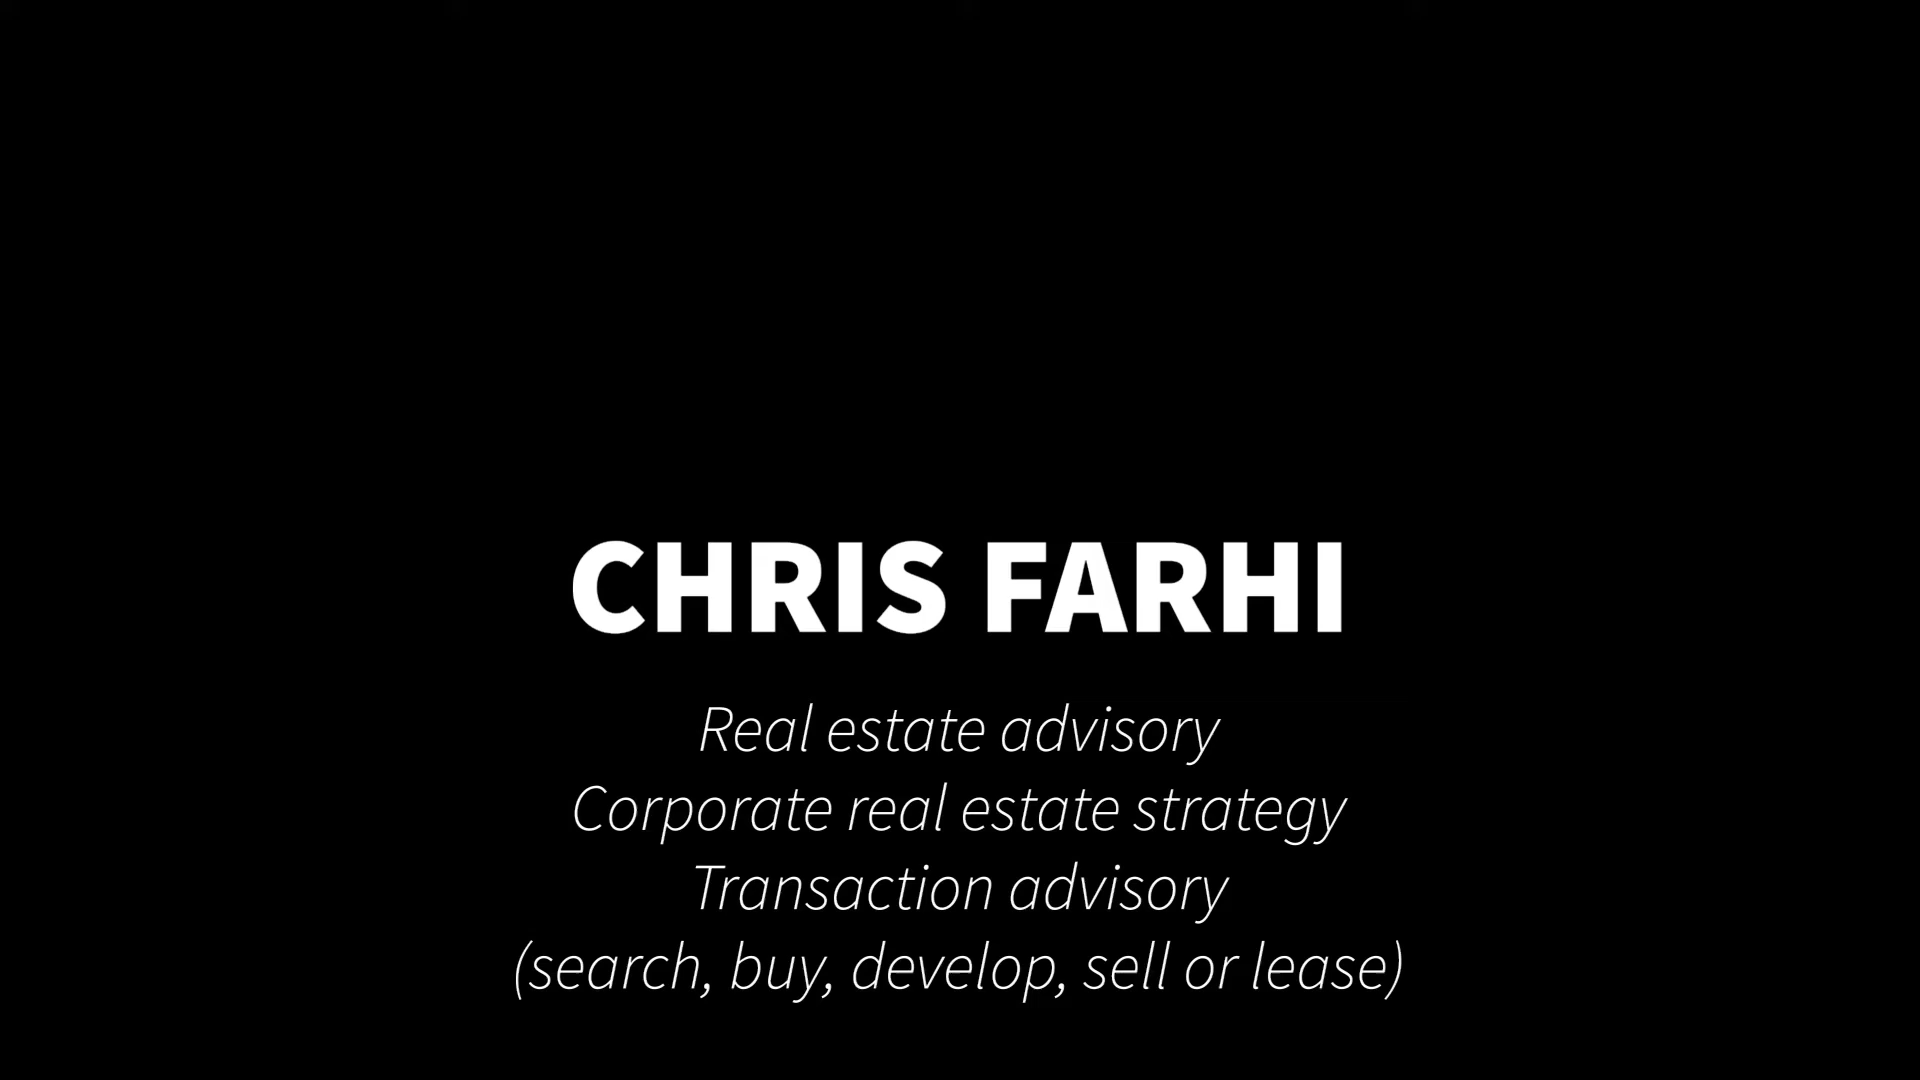 CHRIS FARHI
Real estate advisory
Corporate real estate strategy
Transaction advisory
(search, buy, develop, sell or lease)